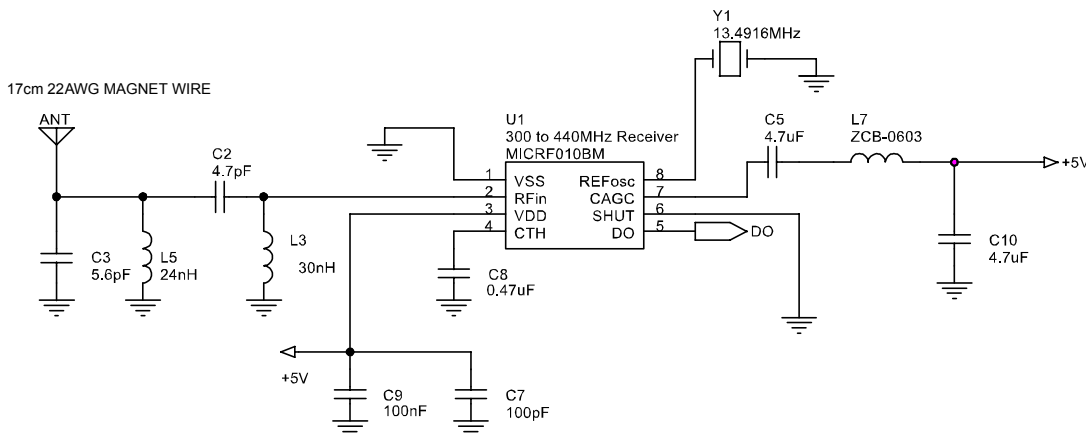 Y1
13.4916MHz
17cm 22AWG MAGNET WIRE
ANT
U1
300 to 440MHz Receiver
MICRF010BM
C5
4.7uF
L7
ZCB-0603
C2
4.7pF
+5V
1 VSS REFosc 8
2 RFin CAGC 7
3 VDD SHUT 6
4 CTH DO 5
DO
C3
5.6pF
L5
24nH
L3
30nH
C8
0.47uF
C10
4.7uF
+5V
C9
100nF
C7
100pF